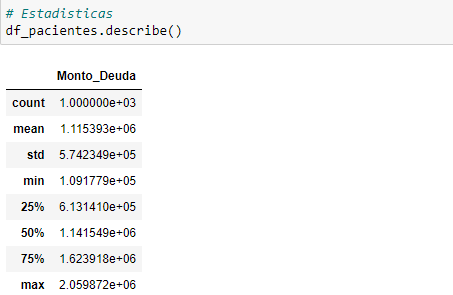 # Estadisticas
df_pacientes.describe()
Monto_Deuda
count 1.000000e+03
mean 1.115393e+06
std 5.742349e+05
min 1.091779e+05
25% 6.131410e+05
50% 1.141549e+06
75% 1.623918e+06
max 2.059872e+06